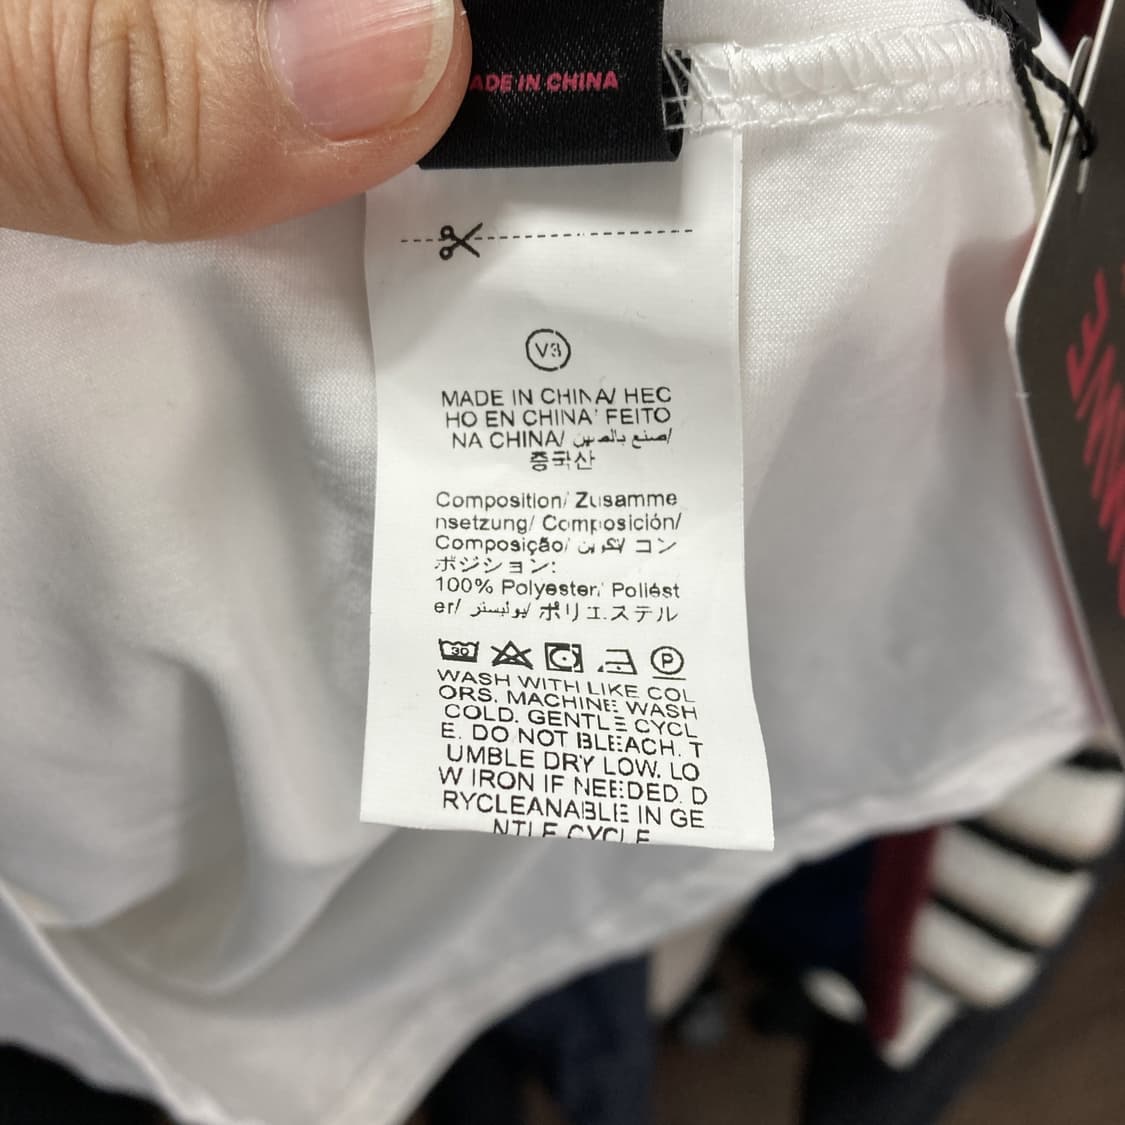 ADE IN CHINA
V3
MADE IN CHINA/ HEC
HO EN CHINA/ FEITO
NA CHINA/ صنع بالصين/
중국산
Composition/ Zusamme
nsetzung/ Composición/
Composição/ تكوين/ コン
ポジション:
100% Polyester/ Poliést
er/ بوليستر/ ポリエステル
30 P
WASH WITH LIKE COL
ORS. MACHINE WASH
COLD. GENTLE CYCL
E. DO NOT BLEACH. T
UMBLE DRY LOW. LO
W IRON IF NEEDED. D
RYCLEANABLE IN GE
NTLE CYCLE